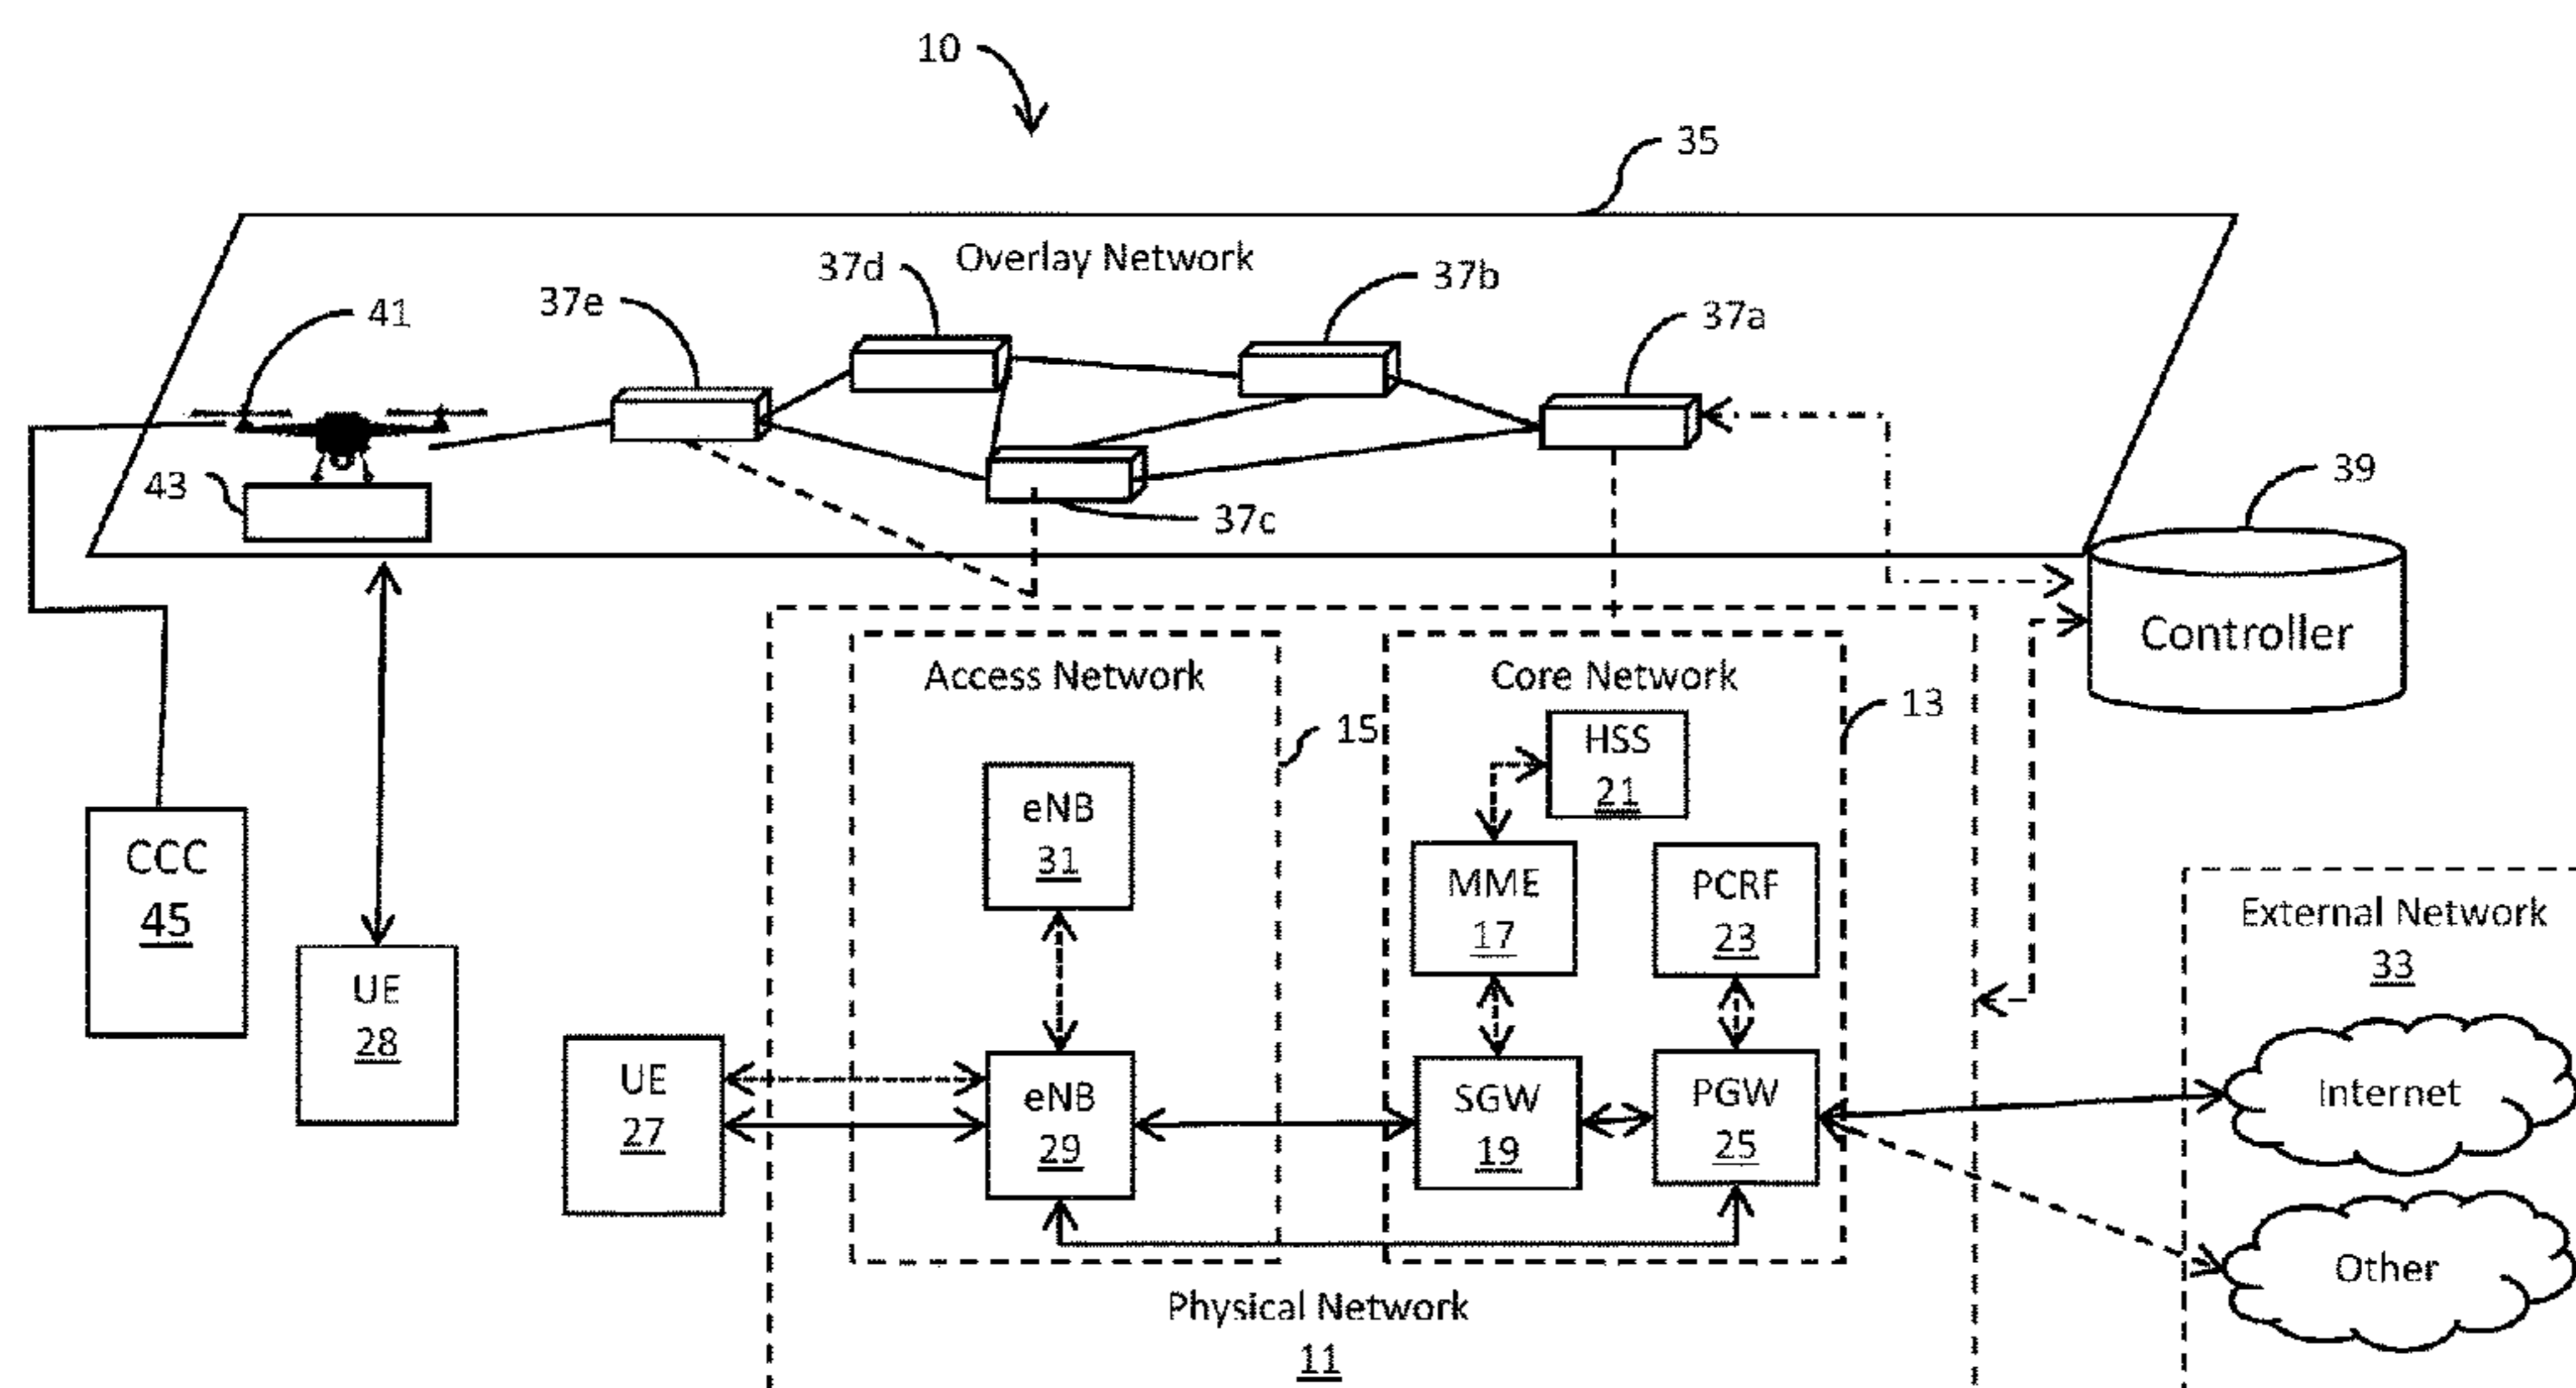 10
35
Overlay Network
37d
37b
37e
41
37a
43
37c
39
Controller
Access Network
Core Network
15
13
HSS
21
eNB
31
MME
17
PCRF
23
CCC
45
External Network
33
UE
28
UE
27
eNB
29
SGW
19
PGW
25
Internet
Other
Physical Network
11